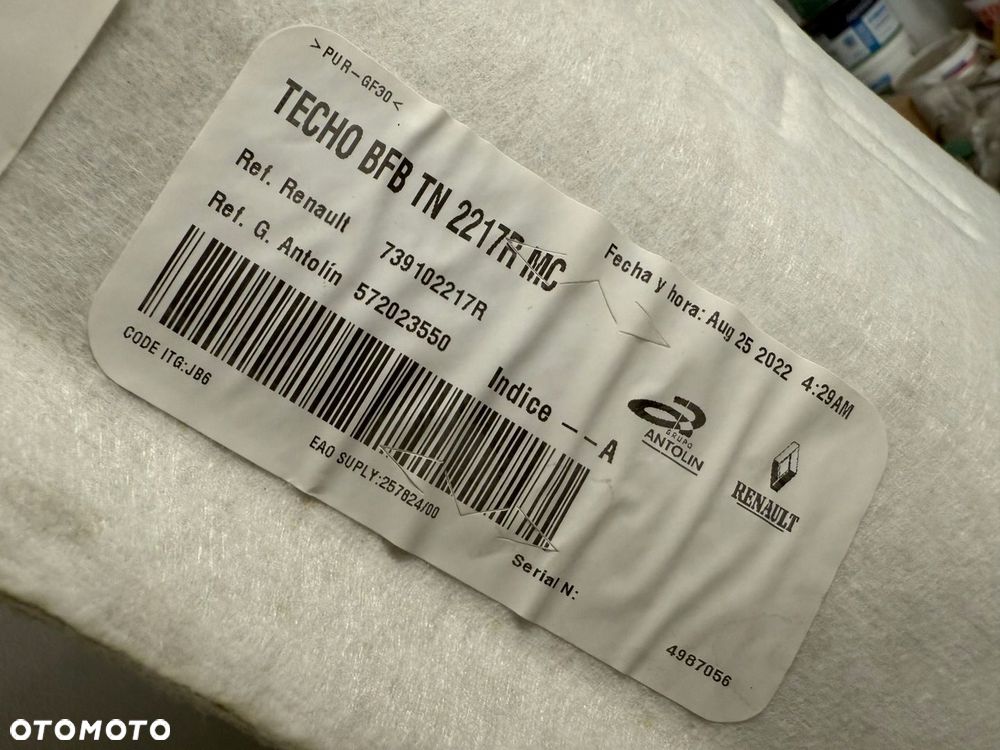 >PUR-GF30<
TECHO BFB TN 2217R MC
Ref. Renault 739102217R
Ref. G. Antolin 572023550
Fecha y hora: Aug 25 2022 4:29AM
Indice --A
CODE ITG:JB6
EAO SUPLY:257824/00
GRUPO
ANTOLIN
RENAULT
Serial N:
4987056
OTOMOTO